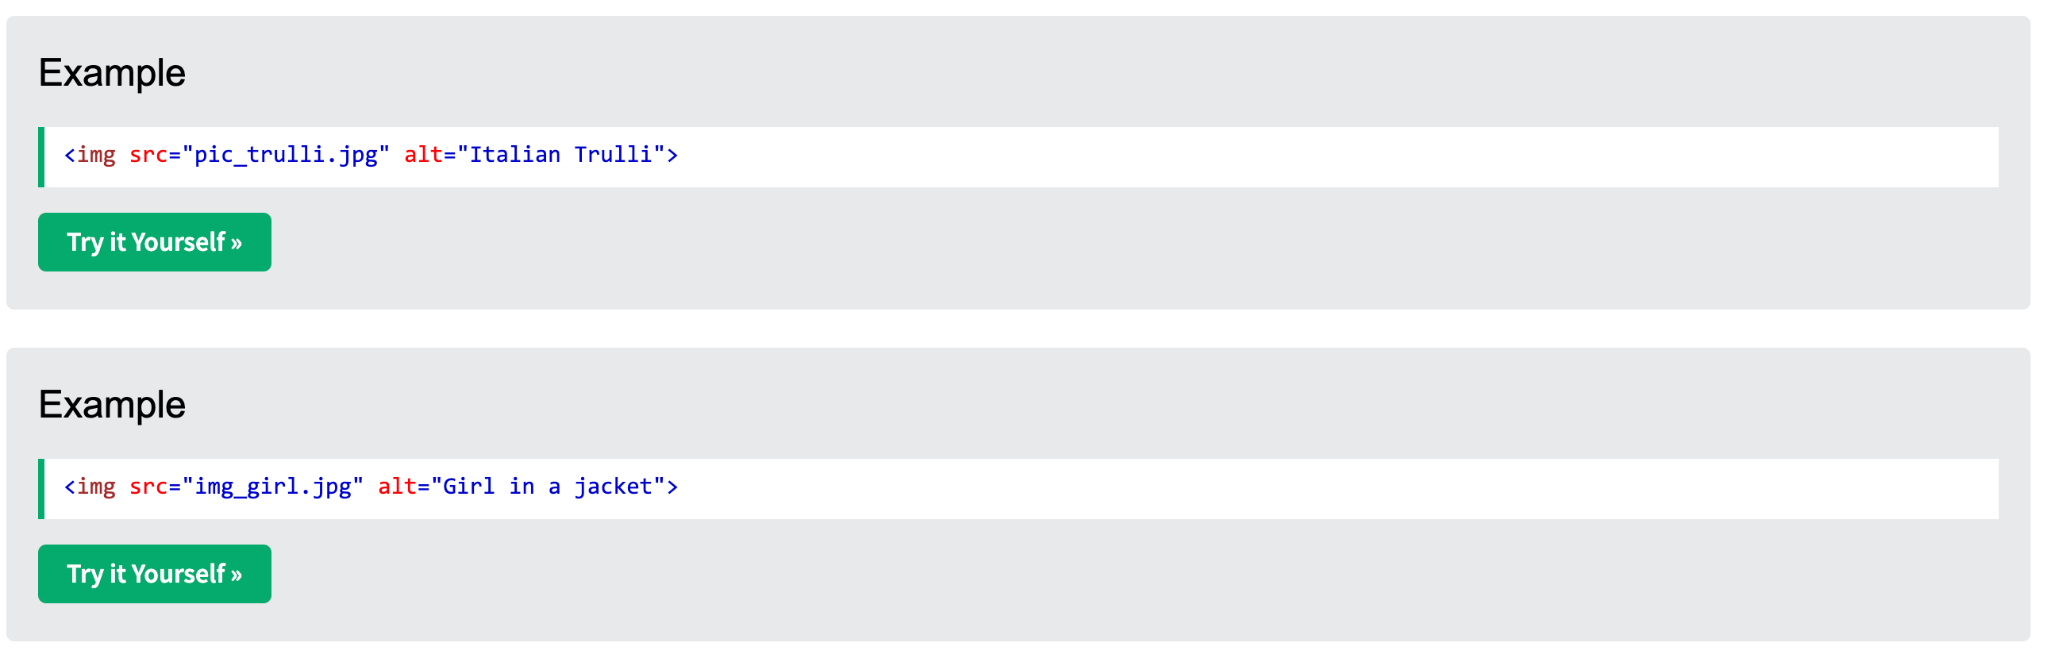 Example
<img src="pic_trulli.jpg" alt="Italian Trulli">
Try it Yourself »
Example
<img src="img_girl.jpg" alt="Girl in a jacket">
Try it Yourself »